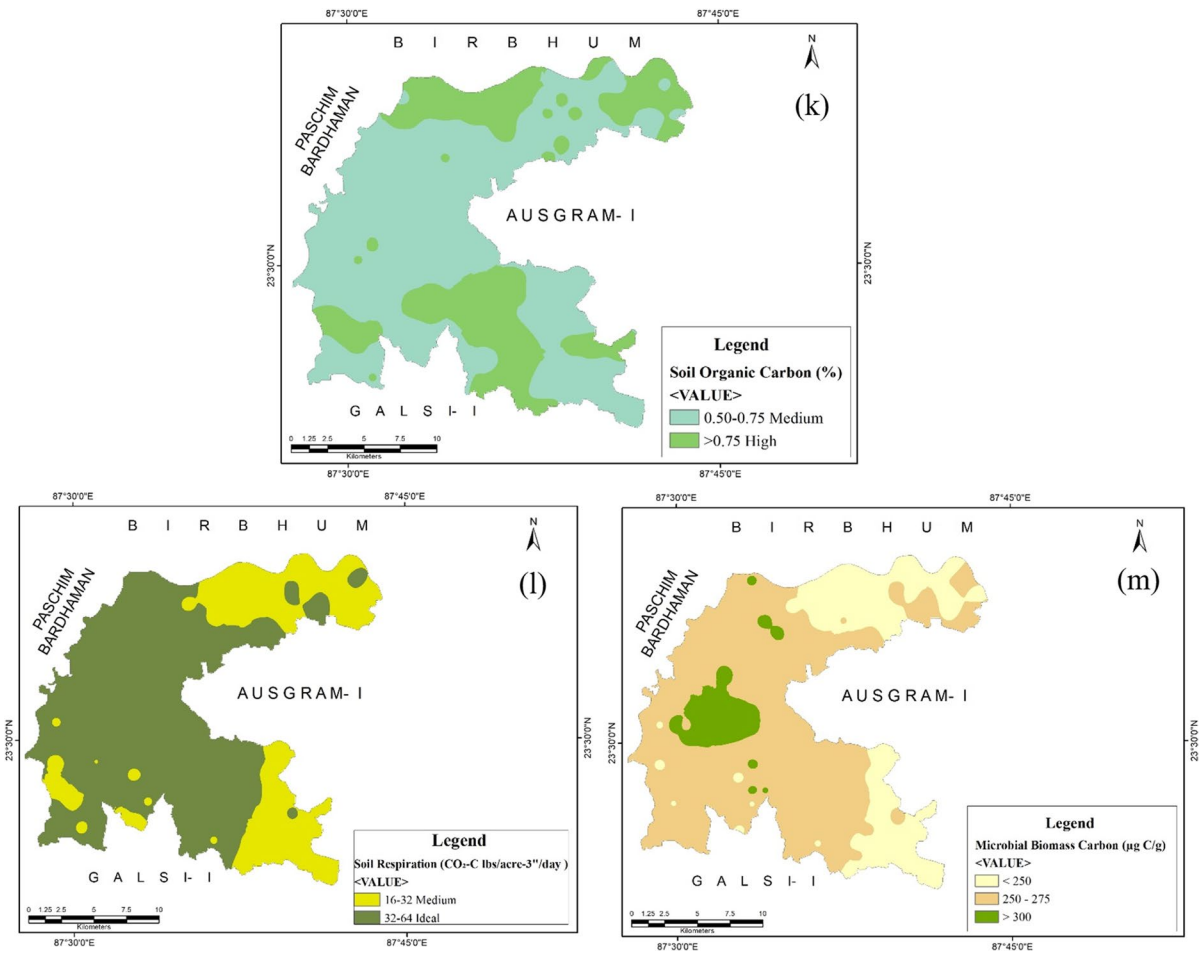 87°30'0"E 87°45'0"E
B I R B H U M
N
(k)
PASCHIM
BARDHAMAN
AUSGRAM- I
23°30'0"N 23°30'0"N
Legend
Soil Organic Carbon (%)
<VALUE>
0.50-0.75 Medium
>0.75 High
G A L S I- I
0 1.25 2.5 5 7.5 10
Kilometers
87°30'0"E 87°45'0"E
87°30'0"E 87°45'0"E
B I R B H U M
N
(l)
PASCHIM
BARDHAMAN
AUSGRAM- I
23°30'0"N 23°30'0"N
Legend
Soil Respiration (CO₂-C lbs/acre-3"/day )
<VALUE>
16-32 Medium
32-64 Ideal
G A L S I- I
0 1.25 2.5 5 7.5 10
Kilometers
87°30'0"E 87°45'0"E
87°30'0"E 87°45'0"E
B I R B H U M
N
(m)
PASCHIM
BARDHAMAN
AUSGRAM- I
23°30'0"N 23°30'0"N
Legend
Microbial Biomass Carbon (µg C/g)
<VALUE>
< 250
250 - 275
> 300
G A L S I- I
0 1.25 2.5 5 7.5 10
Kilometers
87°30'0"E 87°45'0"E